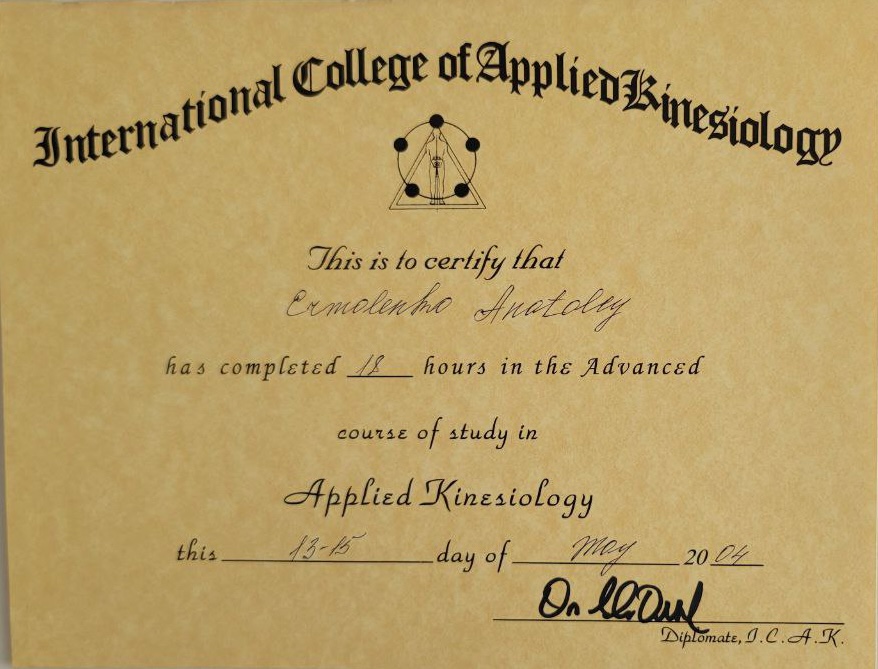 International College of Applied Kinesiology
This is to certify that
Ermolenko Anatoley
has completed 18 hours in the Advanced
course of study in
Applied Kinesiology
this 13-15 day of May 2004
Diplomate, I.C.A.K.